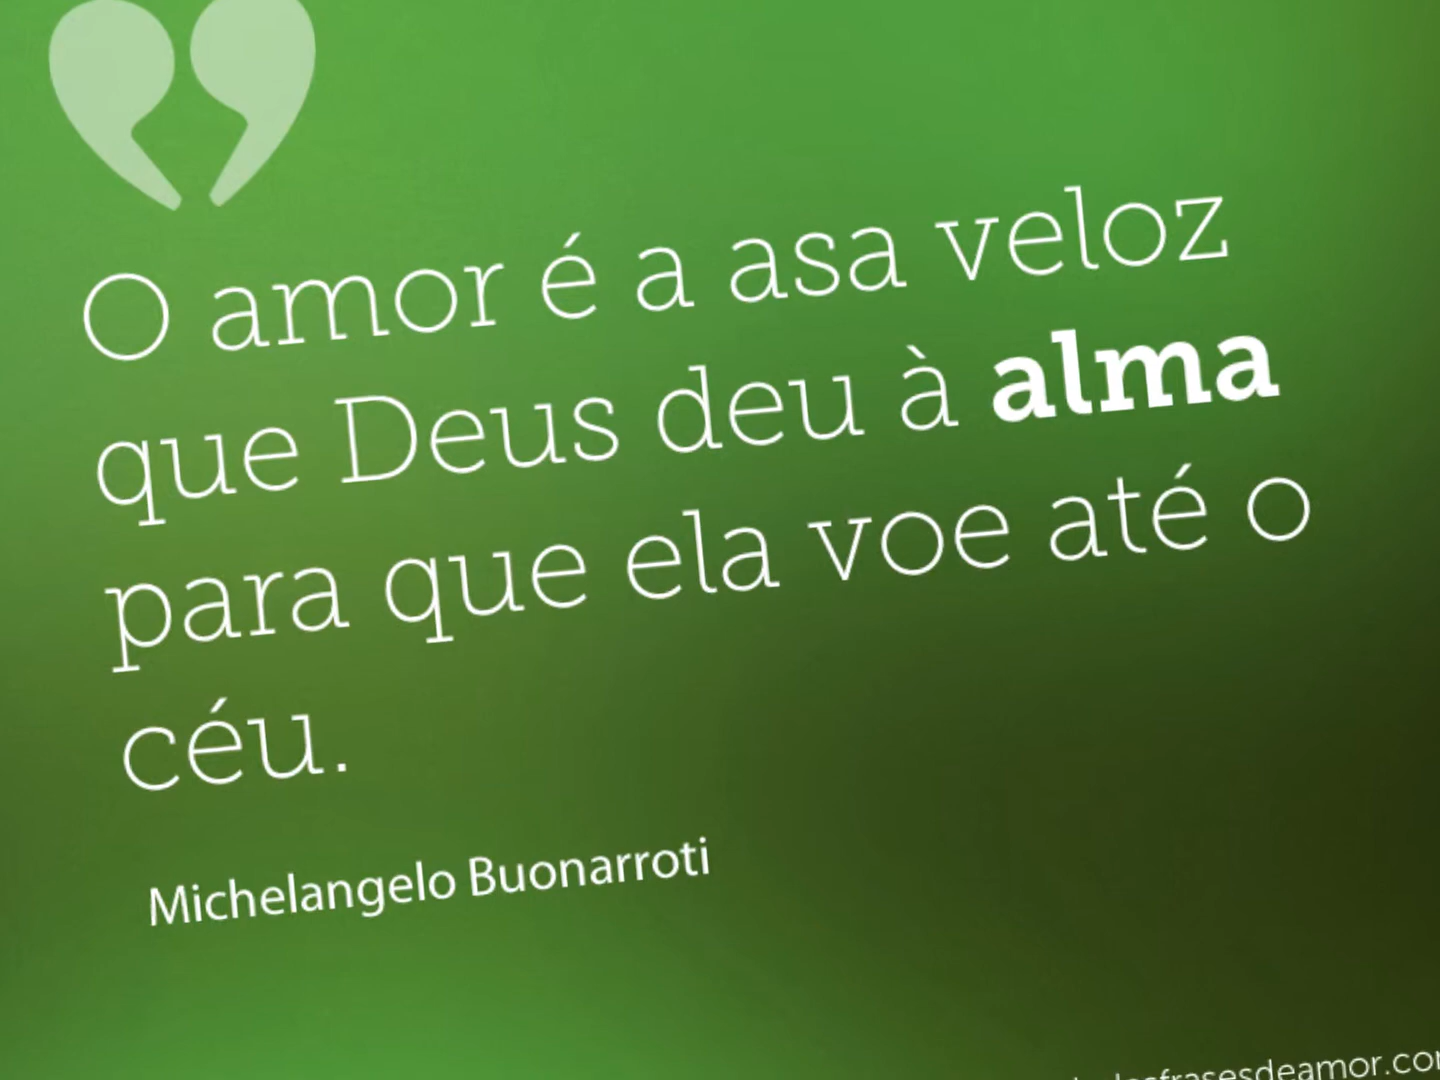 O amor é a asa veloz
que Deus deu à alma
para que ela voe até o
céu.
Michelangelo Buonarroti